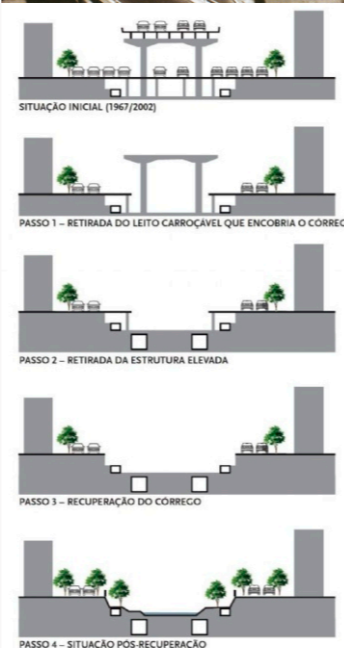 SITUAÇÃO INICIAL (1967/2002)
PASSO 1 – RETIRADA DO LEITO CARROÇÁVEL QUE ENCOBRIA O CÓRREG
PASSO 2 – RETIRADA DA ESTRUTURA ELEVADA
PASSO 3 – RECUPERAÇÃO DO CÓRREGO
PASSO 4 – SITUAÇÃO PÓS-RECUPERAÇÃO